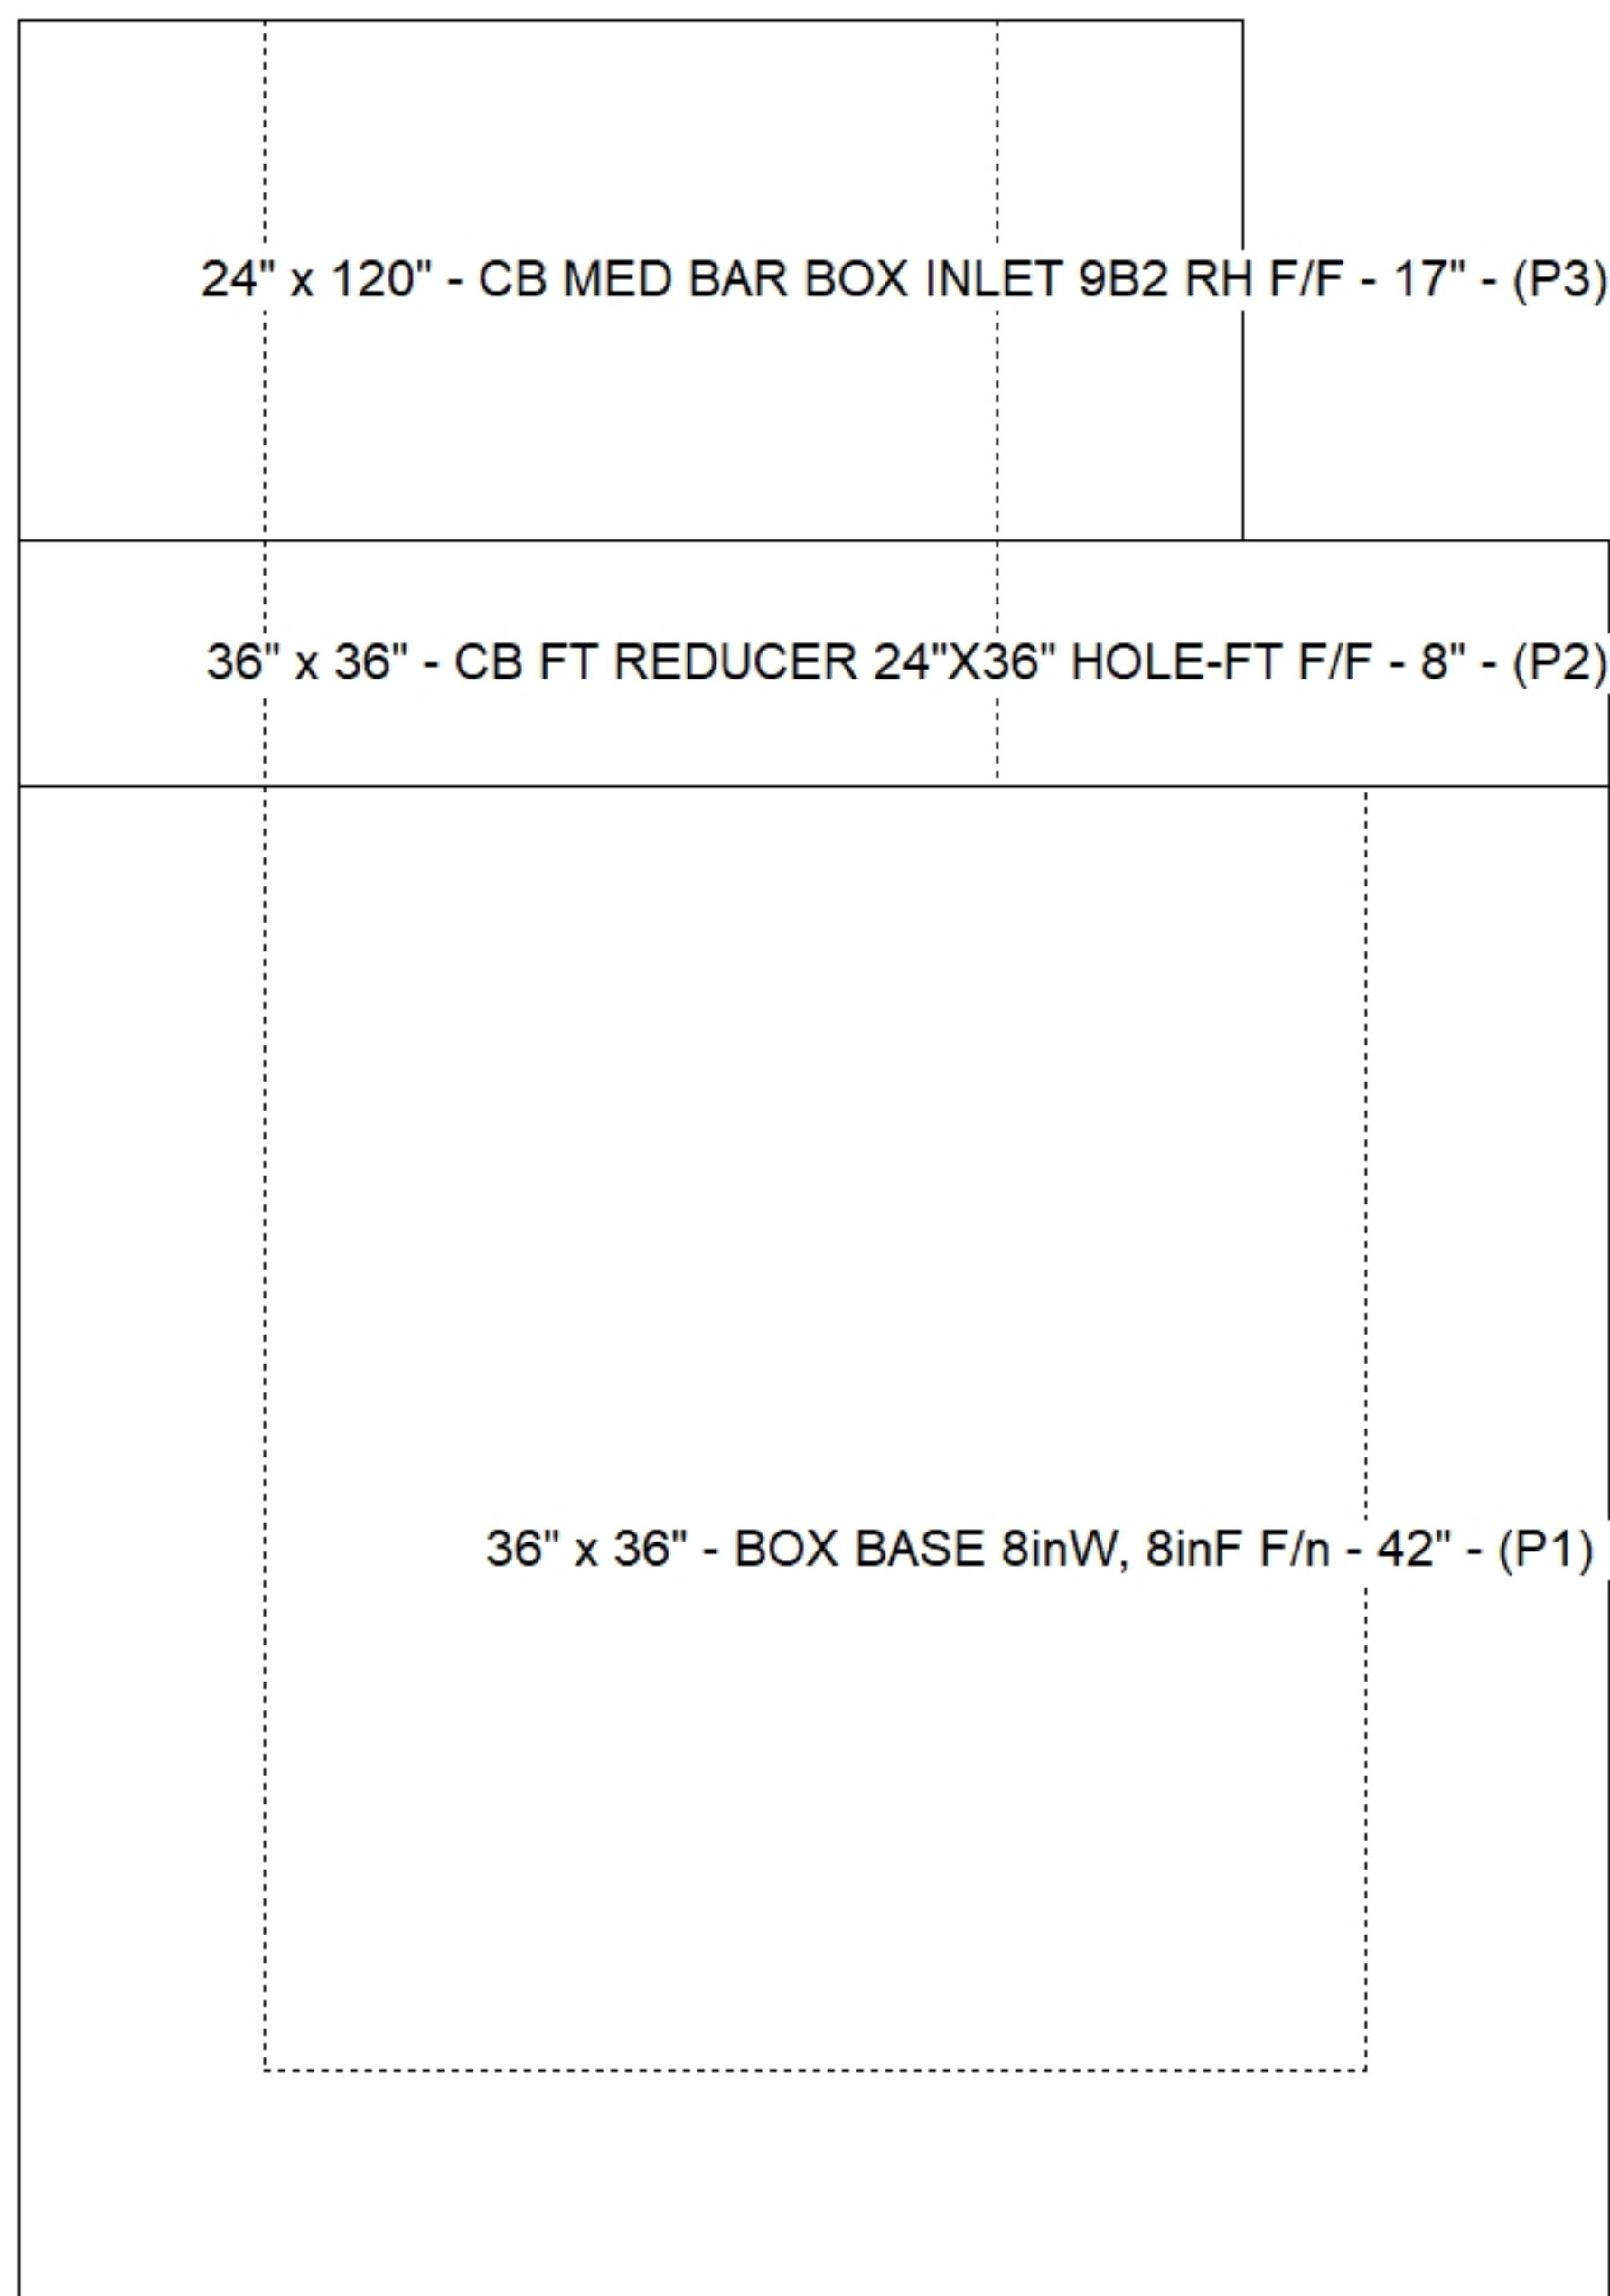 24" x 120" - CB MED BAR BOX INLET 9B2 RH F/F - 17" - (P3)
36" x 36" - CB FT REDUCER 24"X36" HOLE-FT F/F - 8" - (P2)
36" x 36" - BOX BASE 8inW, 8inF F/n - 42" - (P1)